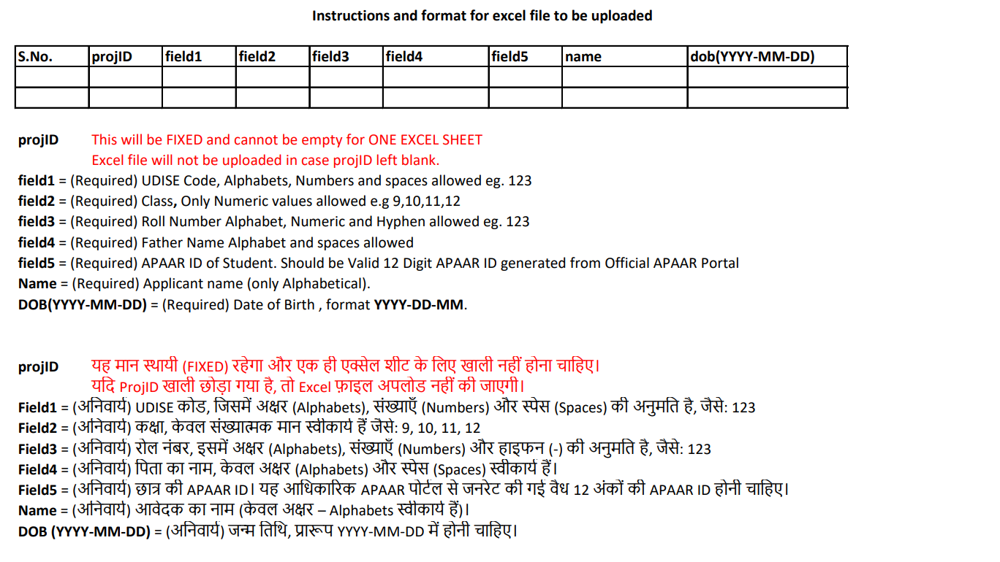 Instructions and format for excel file to be uploaded
S.No. projID field1 field2 field3 field4 field5 name dob(YYYY-MM-DD)
projID This will be FIXED and cannot be empty for ONE EXCEL SHEET
Excel file will not be uploaded in case projID left blank.
field1 = (Required) UDISE Code, Alphabets, Numbers and spaces allowed eg. 123
field2 = (Required) Class, Only Numeric values allowed e.g 9,10,11,12
field3 = (Required) Roll Number Alphabet, Numeric and Hyphen allowed eg. 123
field4 = (Required) Father Name Alphabet and spaces allowed
field5 = (Required) APAAR ID of Student. Should be Valid 12 Digit APAAR ID generated from Official APAAR Portal
Name = (Required) Applicant name (only Alphabetical).
DOB(YYYY-MM-DD) = (Required) Date of Birth , format YYYY-DD-MM.
projID यह मान स्थायी (FIXED) रहेगा और एक ही एक्सेल शीट के लिए खाली नहीं होना चाहिए।
यदि ProjID खाली छोड़ा गया है, तो Excel फ़ाइल अपलोड नहीं की जाएगी।
Field1 = (अनिवार्य) UDISE कोड, जिसमें अक्षर (Alphabets), संख्याएँ (Numbers) और स्पेस (Spaces) की अनुमति है, जैसे: 123
Field2 = (अनिवार्य) कक्षा, केवल संख्यात्मक मान स्वीकार्य हैं जैसे: 9, 10, 11, 12
Field3 = (अनिवार्य) रोल नंबर, इसमें अक्षर (Alphabets), संख्याएँ (Numbers) और हाइफन (-) की अनुमति है, जैसे: 123
Field4 = (अनिवार्य) पिता का नाम, केवल अक्षर (Alphabets) और स्पेस (Spaces) स्वीकार्य हैं।
Field5 = (अनिवार्य) छात्र की APAAR ID। यह आधिकारिक APAAR पोर्टल से जनरेट की गई वैध 12 अंकों की APAAR ID होनी चाहिए।
Name = (अनिवार्य) आवेदक का नाम (केवल अक्षर – Alphabets स्वीकार्य हैं)।
DOB (YYYY-MM-DD) = (अनिवार्य) जन्म तिथि, प्रारूप YYYY-MM-DD में होनी चाहिए।